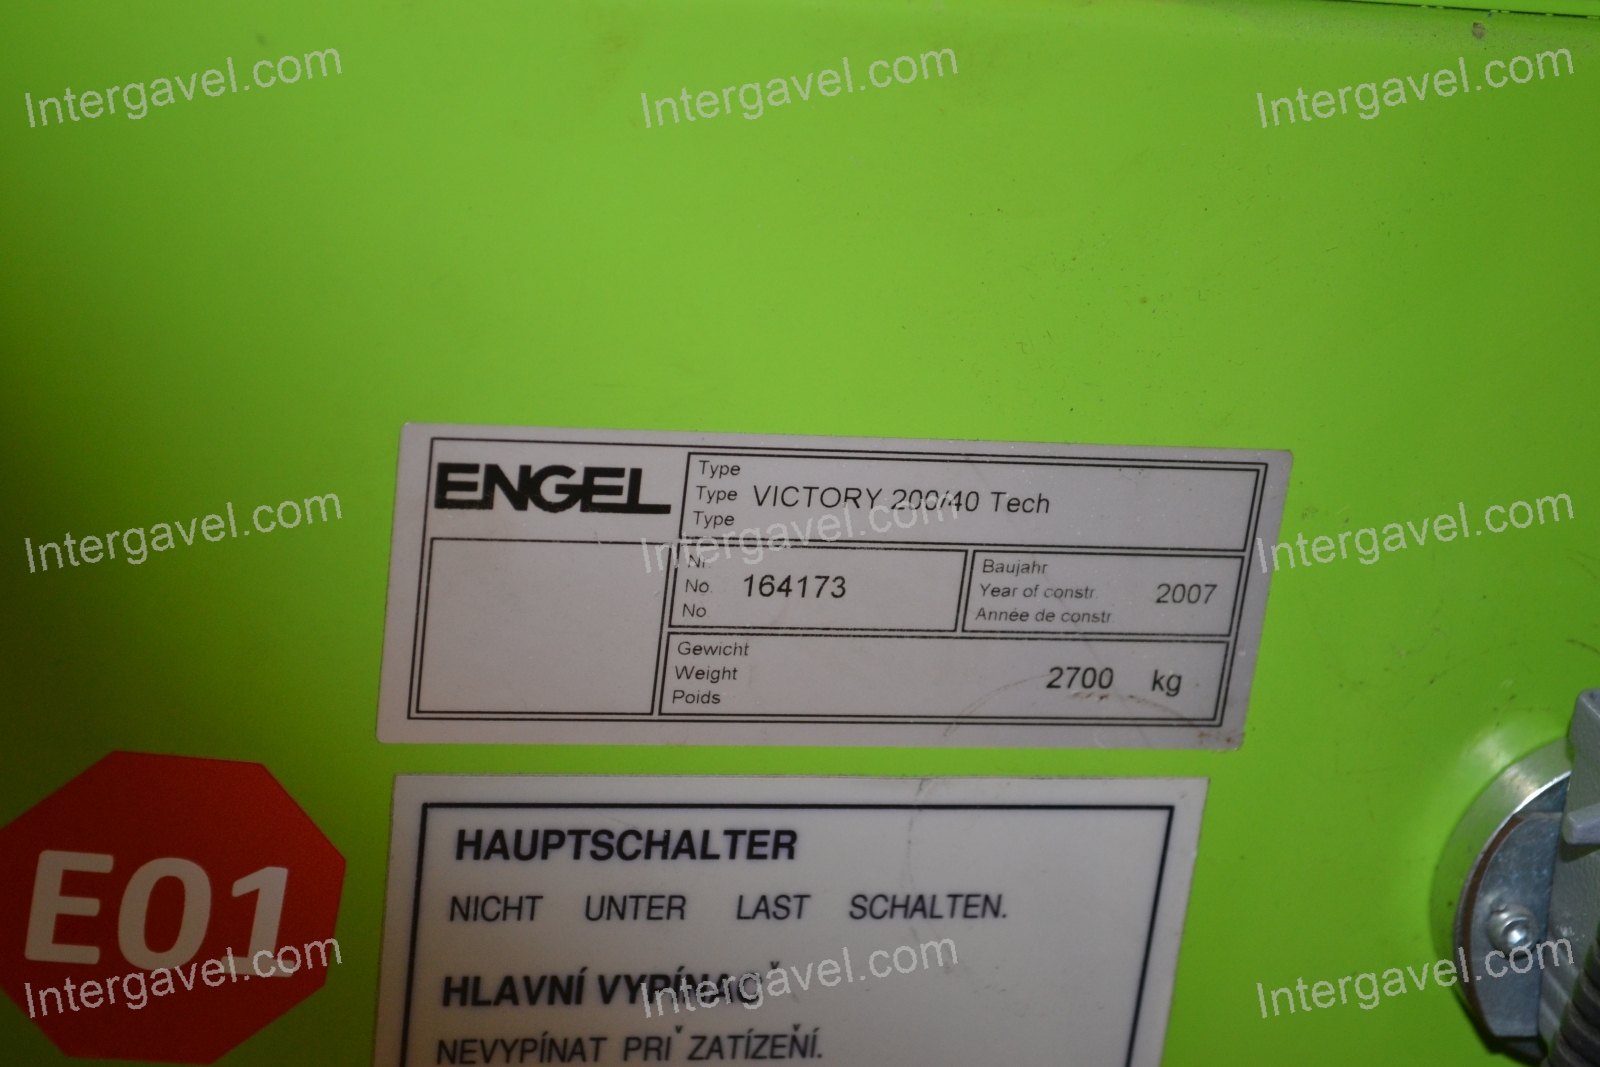 Intergavel.com Intergavel.com Intergavel.com
ENGEL
Type
Type VICTORY 200/40 Tech
Type
Nr.
No. 164173
No
Baujahr
Year of constr. 2007
Année de constr.
Gewicht
Weight 2700 kg
Poids
Intergavel.com Intergavel.com Intergavel.com
E01
HAUPTSCHALTER
NICHT UNTER LAST SCHALTEN.
HLAVNÍ VYPÍNAČ
NEVYPÍNAT PRIˇ ZATÍZEŇÍ.
Intergavel.com Intergavel.com Intergavel.com